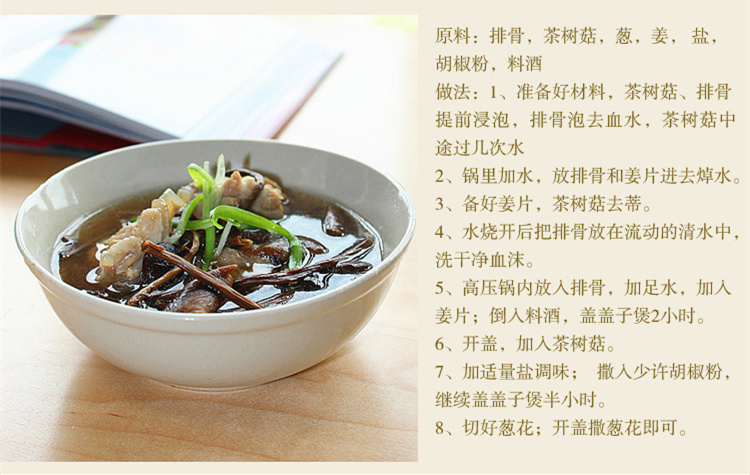 原料：排骨，茶树菇，葱，姜， 盐，
胡椒粉，料酒
做法：1、准备好材料，茶树菇、排骨
提前浸泡，排骨泡去血水，茶树菇中
途过几次水
2、锅里加水，放排骨和姜片进去焯水。
3、备好姜片，茶树菇去蒂。
4、水烧开后把排骨放在流动的清水中，
洗干净血沫。
5、高压锅内放入排骨，加足水，加入
姜片；倒入料酒，盖盖子煲2小时。
6、开盖，加入茶树菇。
7、加适量盐调味； 撒入少许胡椒粉，
继续盖盖子煲半小时。
8、切好葱花；开盖撒葱花即可。